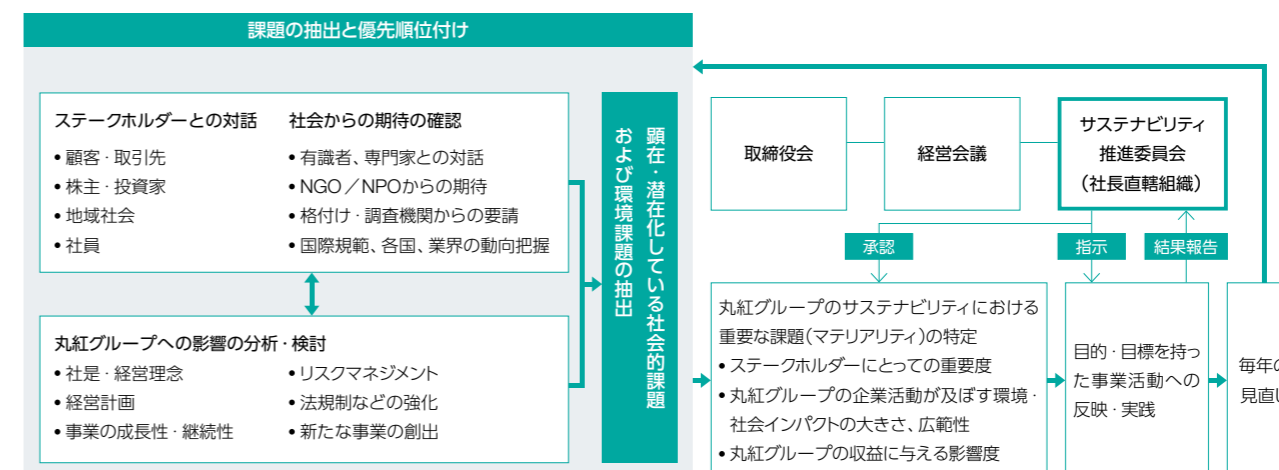 課題の抽出と優先順位付け
ステークホルダーとの対話
• 顧客・取引先
• 株主・投資家
• 地域社会
• 社員
社会からの期待の確認
• 有識者、専門家との対話
• NGO／NPOからの期待
• 格付け・調査機関からの要請
• 国際規範、各国、業界の動向把握
丸紅グループへの影響の分析・検討
• 社是・経営理念
• 経営計画
• 事業の成長性・継続性
• リスクマネジメント
• 法規制などの強化
• 新たな事業の創出
顕在・潜在化している社会的課題
および環境課題の抽出
取締役会
経営会議
サステナビリティ
推進委員会
（社長直轄組織）
承認
指示
結果報告
丸紅グループのサステナビリティにおける
重要な課題(マテリアリティ)の特定
• ステークホルダーにとっての重要度
• 丸紅グループの企業活動が及ぼす環境・
社会インパクトの大きさ、広範性
• 丸紅グループの収益に与える影響度
目的・目標を持っ
た事業活動への
反映・実践
毎年の
見直し